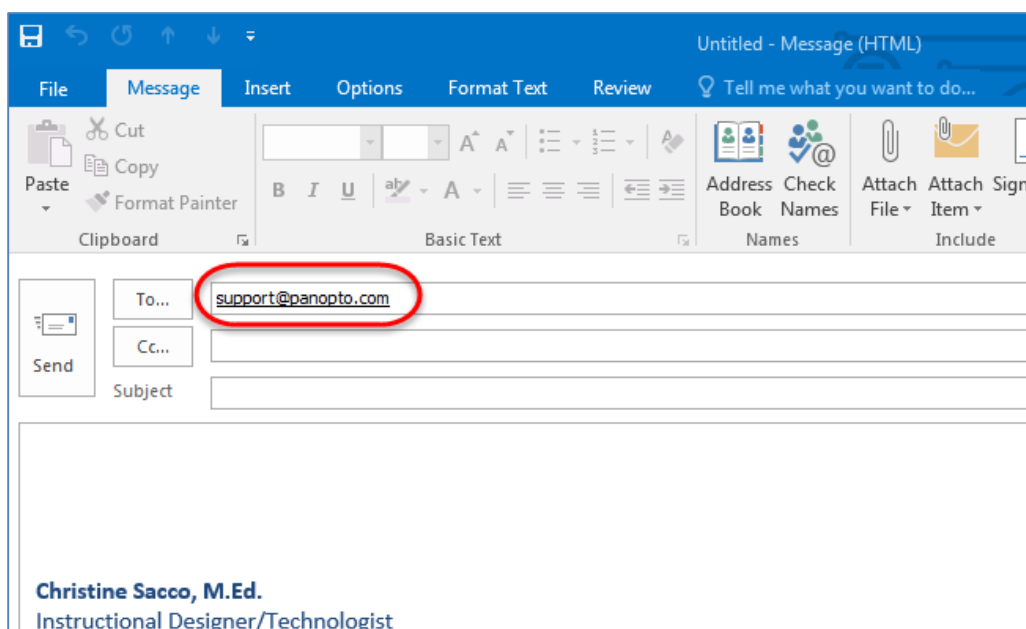 Untitled - Message (HTML)
File Message Insert Options Format Text Review Tell me what you want to do...
Paste
Cut
Copy
Format Painter
Clipboard
B I U
Basic Text
Address Book
Check Names
Names
Attach File
Attach Item
Include
Send
To... support@panopto.com
Cc...
Subject
Christine Sacco, M.Ed.
Instructional Designer/Technologist